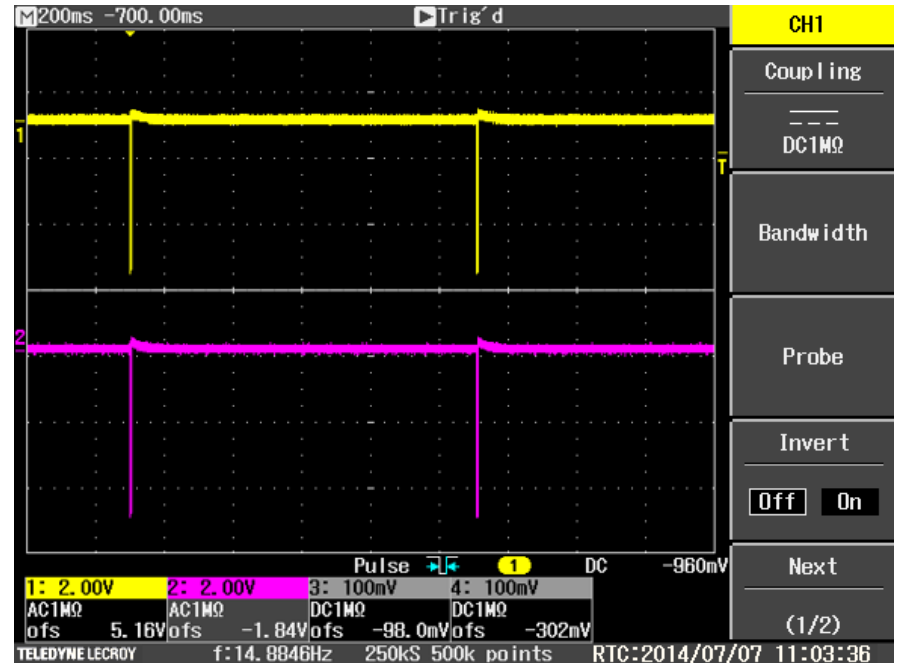 M 200ms -700.00ms Trig´d CH1
Coupling
1
DC1MΩ
T
Bandwidth
2
Probe
Invert
Off On
Pulse 1 DC -960mV
Next
1: 2.00V 2: 2.00V 3: 100mV 4: 100mV
AC1MΩ AC1MΩ DC1MΩ DC1MΩ
ofs 5.16V ofs -1.84V ofs -98.0mV ofs -302mV
(1/2)
TELEDYNE LECROY f:14.8846Hz 250kS 500k points RTC:2014/07/07 11:03:36